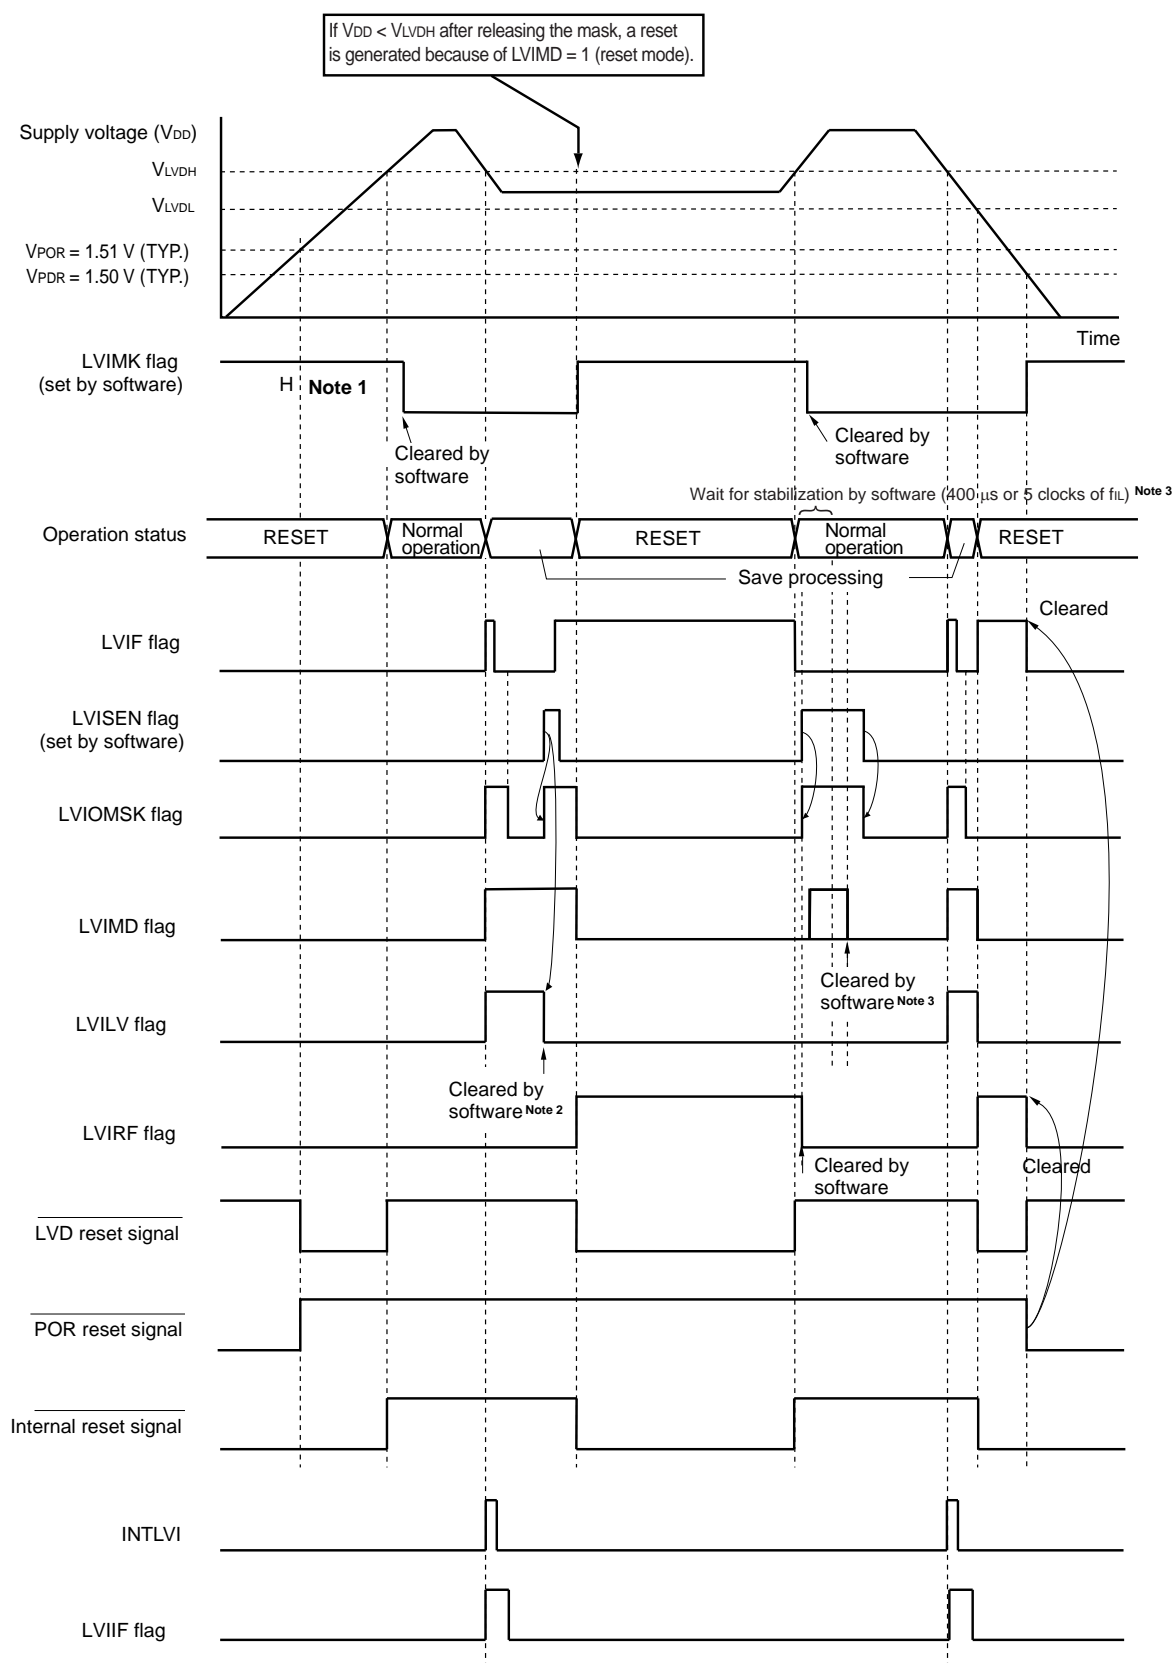 If VDD < VLVDH after releasing the mask, a reset
is generated because of LVIMD = 1 (reset mode).
Supply voltage (VDD)
VLVDH
VLVDL
VPOR = 1.51 V (TYP.)
VPDR = 1.50 V (TYP.)
Time
LVIMK flag
(set by software)
H Note 1
Cleared by
software
Cleared by
software
Wait for stabilization by software (400 μs or 5 clocks of fIL) Note 3
Operation status
RESET
Normal
operation
RESET
Normal
operation
RESET
Save processing
Cleared
LVIF flag
LVISEN flag
(set by software)
LVIOMSK flag
LVIMD flag
Cleared by
software Note 3
LVILV flag
Cleared by
software Note 2
LVIRF flag
Cleared by
software
Cleared
LVD reset signal
POR reset signal
Internal reset signal
INTLVI
LVIIF flag